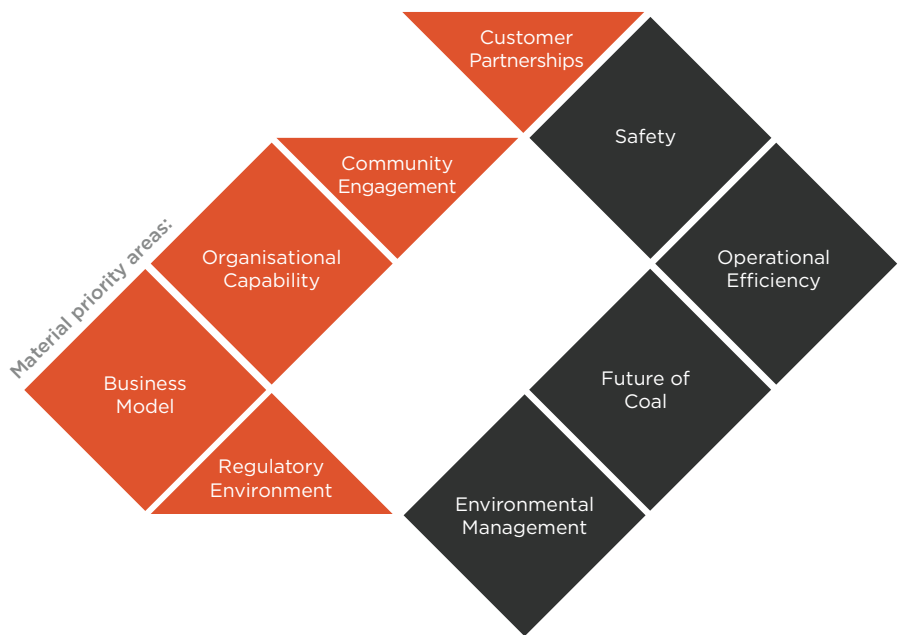 Customer
Partnerships
Safety
Community
Engagement
Material priority areas:
Organisational
Capability
Operational
Efficiency
Business
Model
Future of
Coal
Regulatory
Environment
Environmental
Management